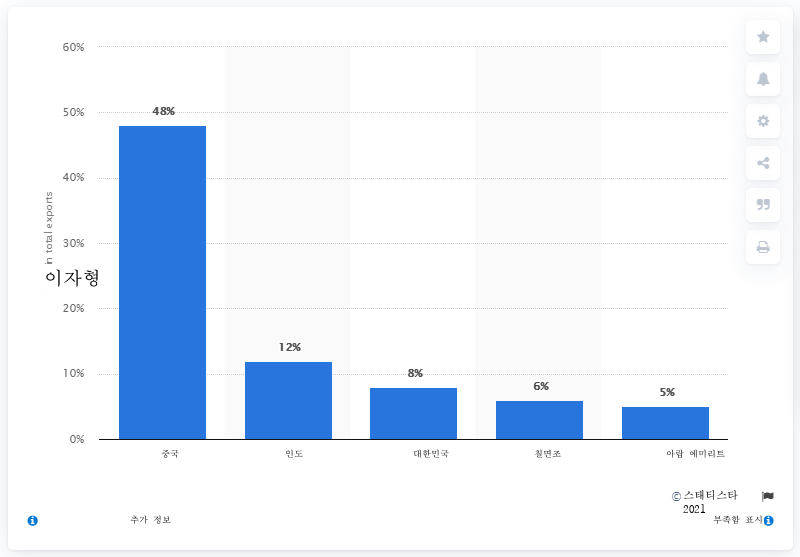 60%
50%
48%
40%
in total exports
30%
이자형
20%
12%
10%
8%
6%
5%
0%
중국
인도
대한민국
칠면조
아랍 에미리트
© 스태티스타
2021
추가 정보
부족함 표시